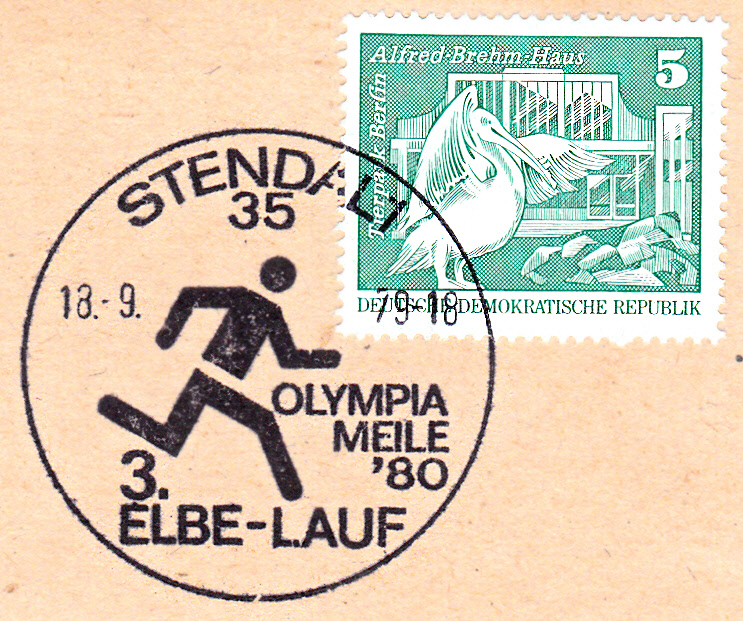 Alfred-Brehm-Haus
5
Tierpark Berlin
DEUTSCHE DEMOKRATISCHE REPUBLIK
STENDAL 1
35
18.-9. 79-18
OLYMPIA
MEILE
'80
3.
ELBE-LAUF